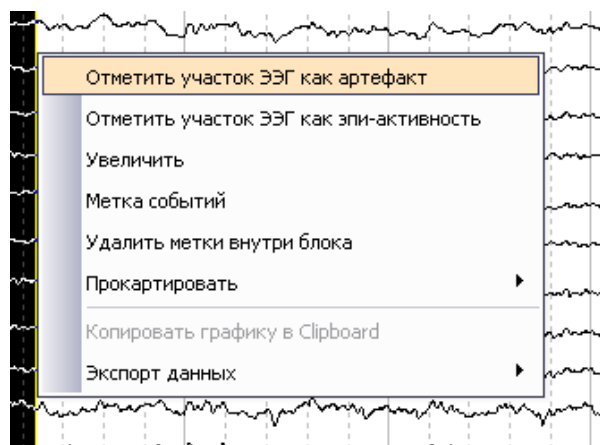 Отметить участок ЭЭГ как артефакт
Отметить участок ЭЭГ как эпи-активность
Увеличить
Метка событий
Удалить метки внутри блока
Прокартировать
Копировать графику в Clipboard
Экспорт данных